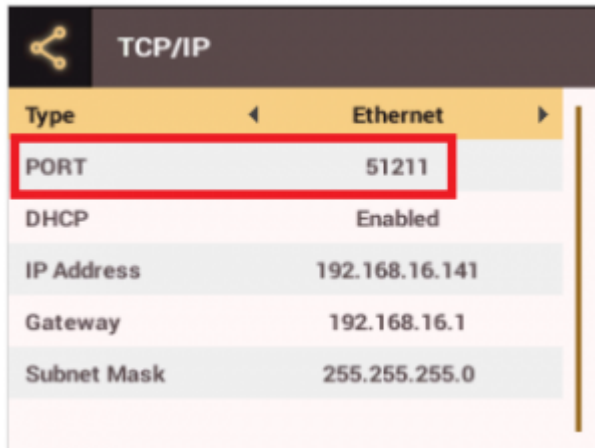 TCP/IP
Type Ethernet
PORT 51211
DHCP Enabled
IP Address 192.168.16.141
Gateway 192.168.16.1
Subnet Mask 255.255.255.0